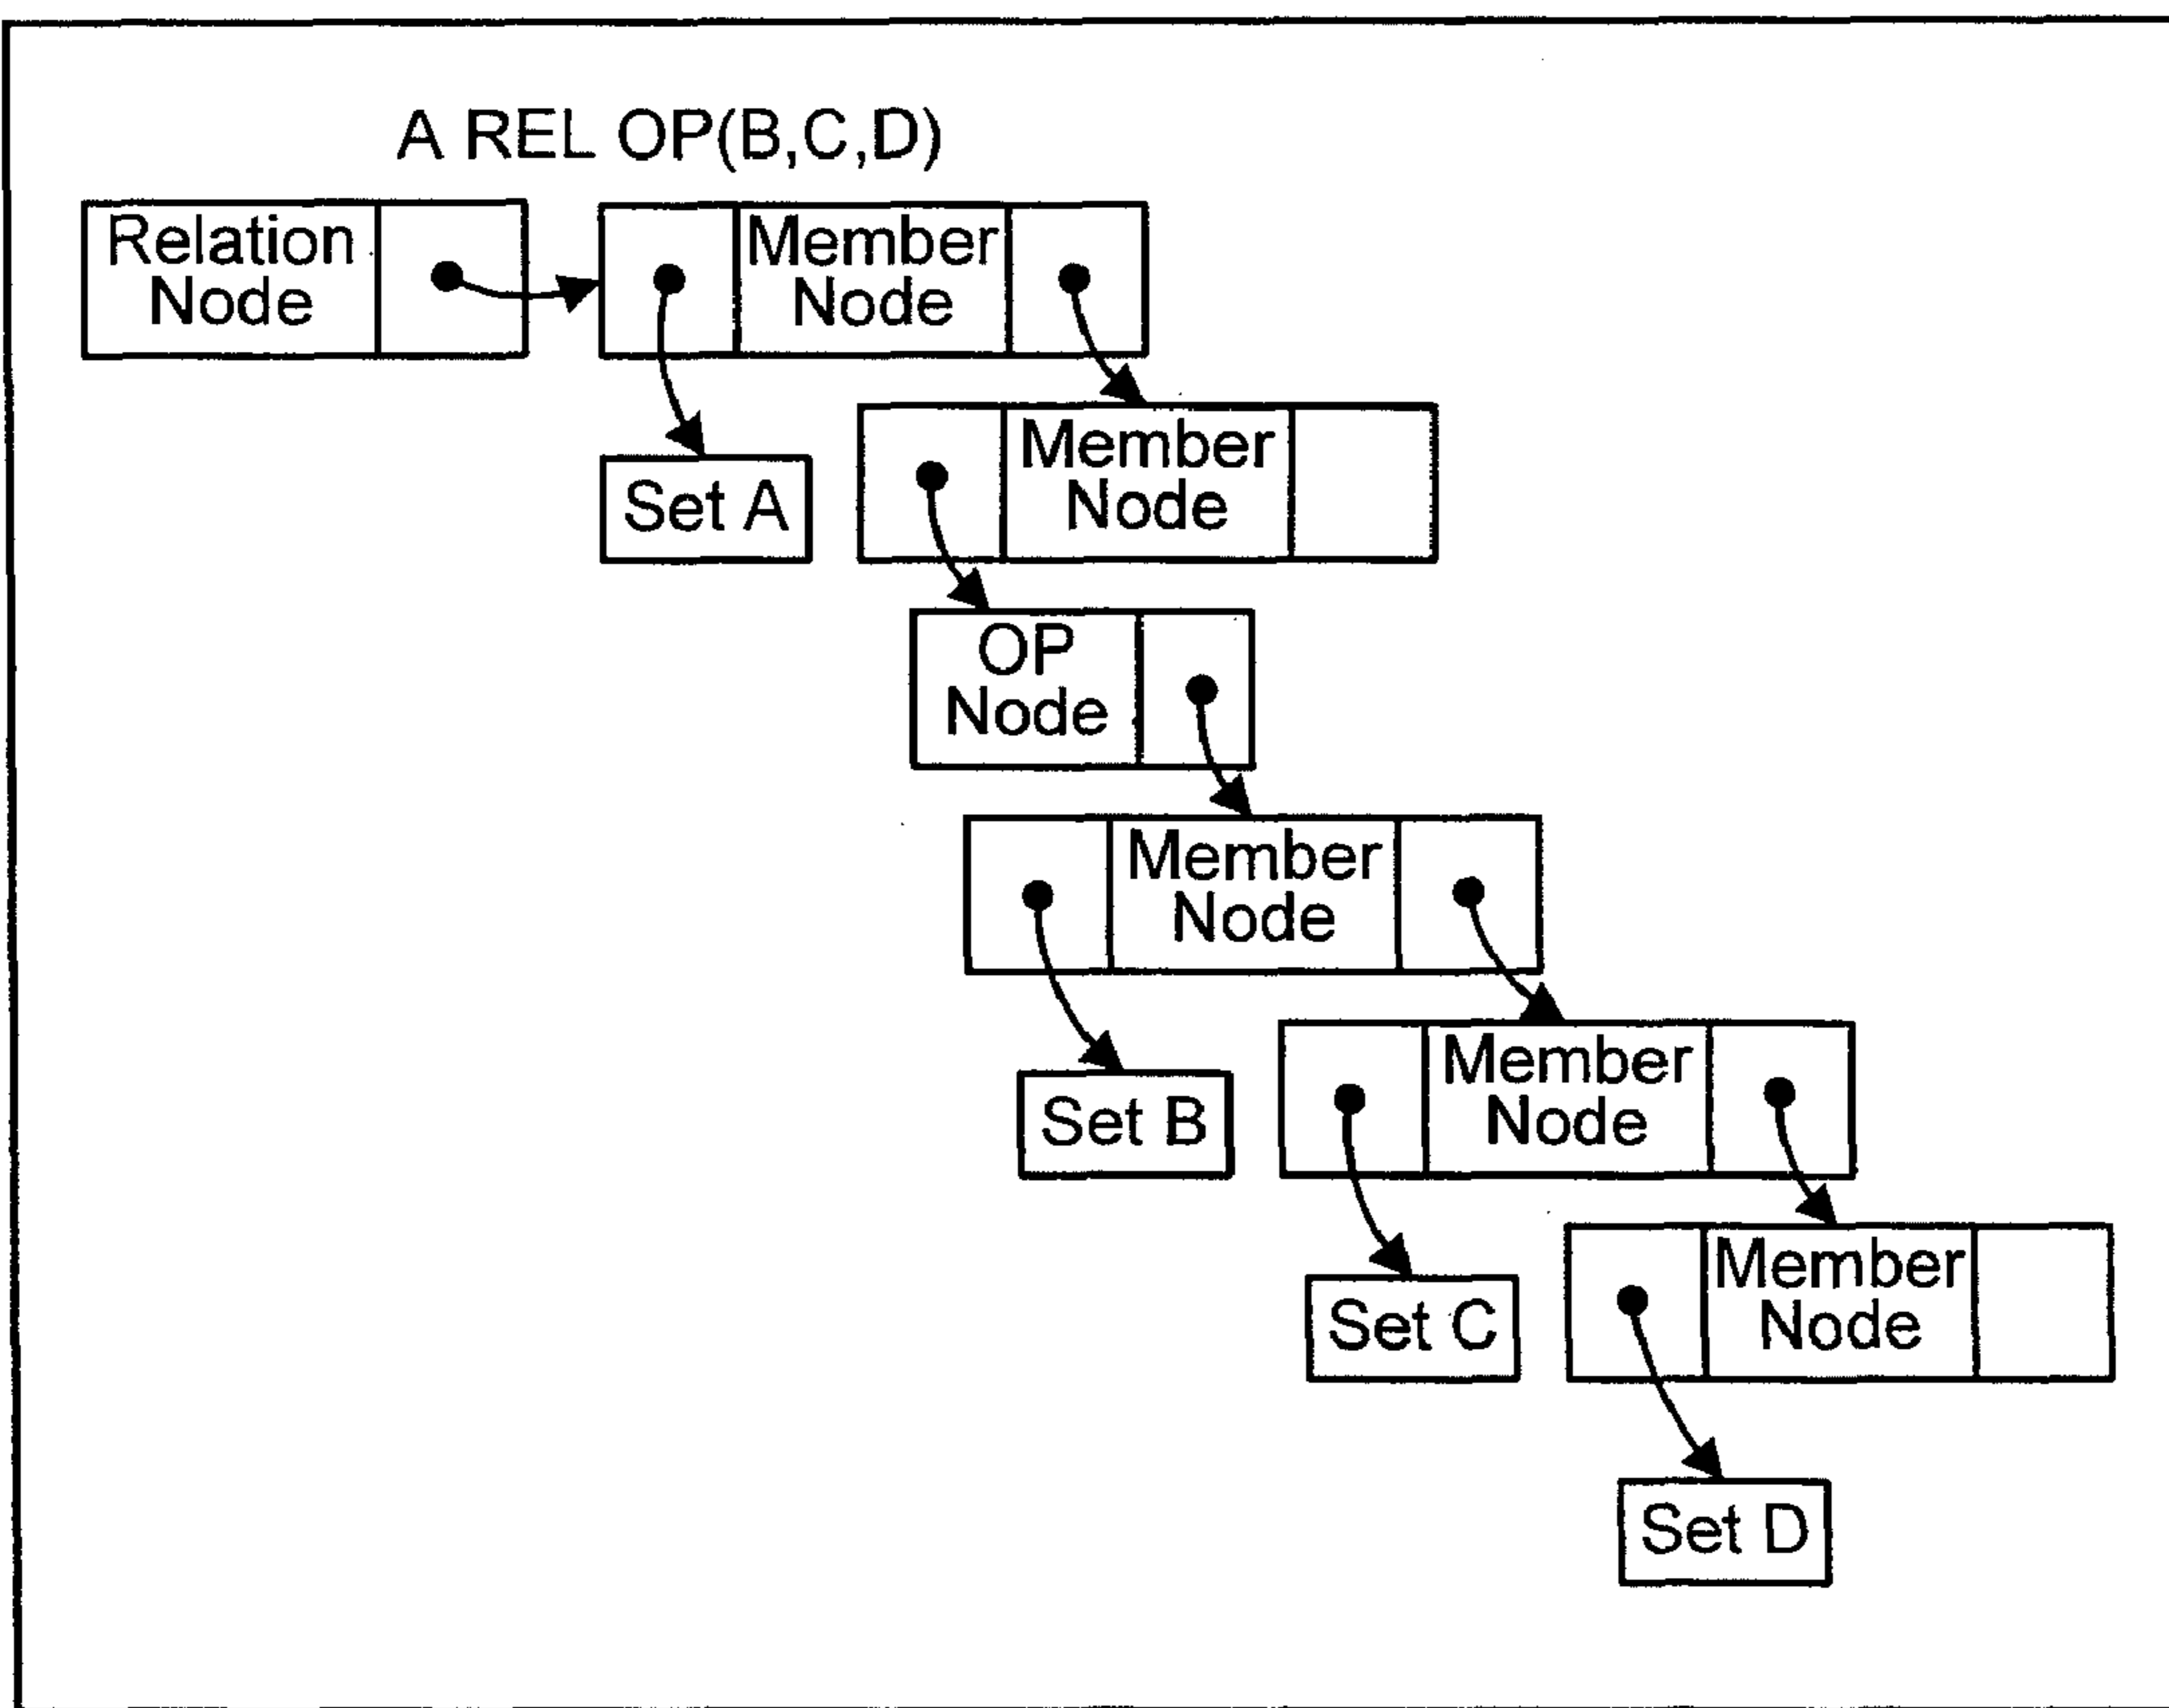 A REL OP(B,C,D)
Relation
Node
Member
Node
Set A
Member
Node
OP
Node
Member
Node
Set B
Member
Node
Set C
Member
Node
Set D